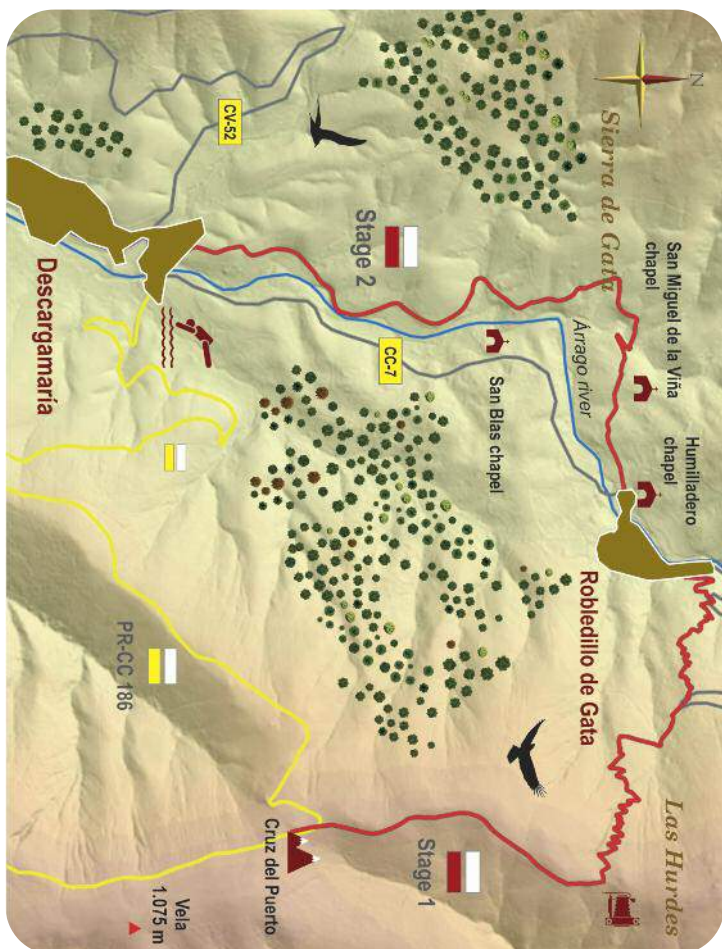 N
Sierra de Gata
San Miguel de la Viña
chapel
Humilladero
chapel
CV-52
Stage 2
Árrago river
CC-7
San Blas chapel
Robledillo de Gata
Las Hurdes
Descargamaría
PR-CC 186
Stage 1
Cruz del Puerto
Vela
1.075 m